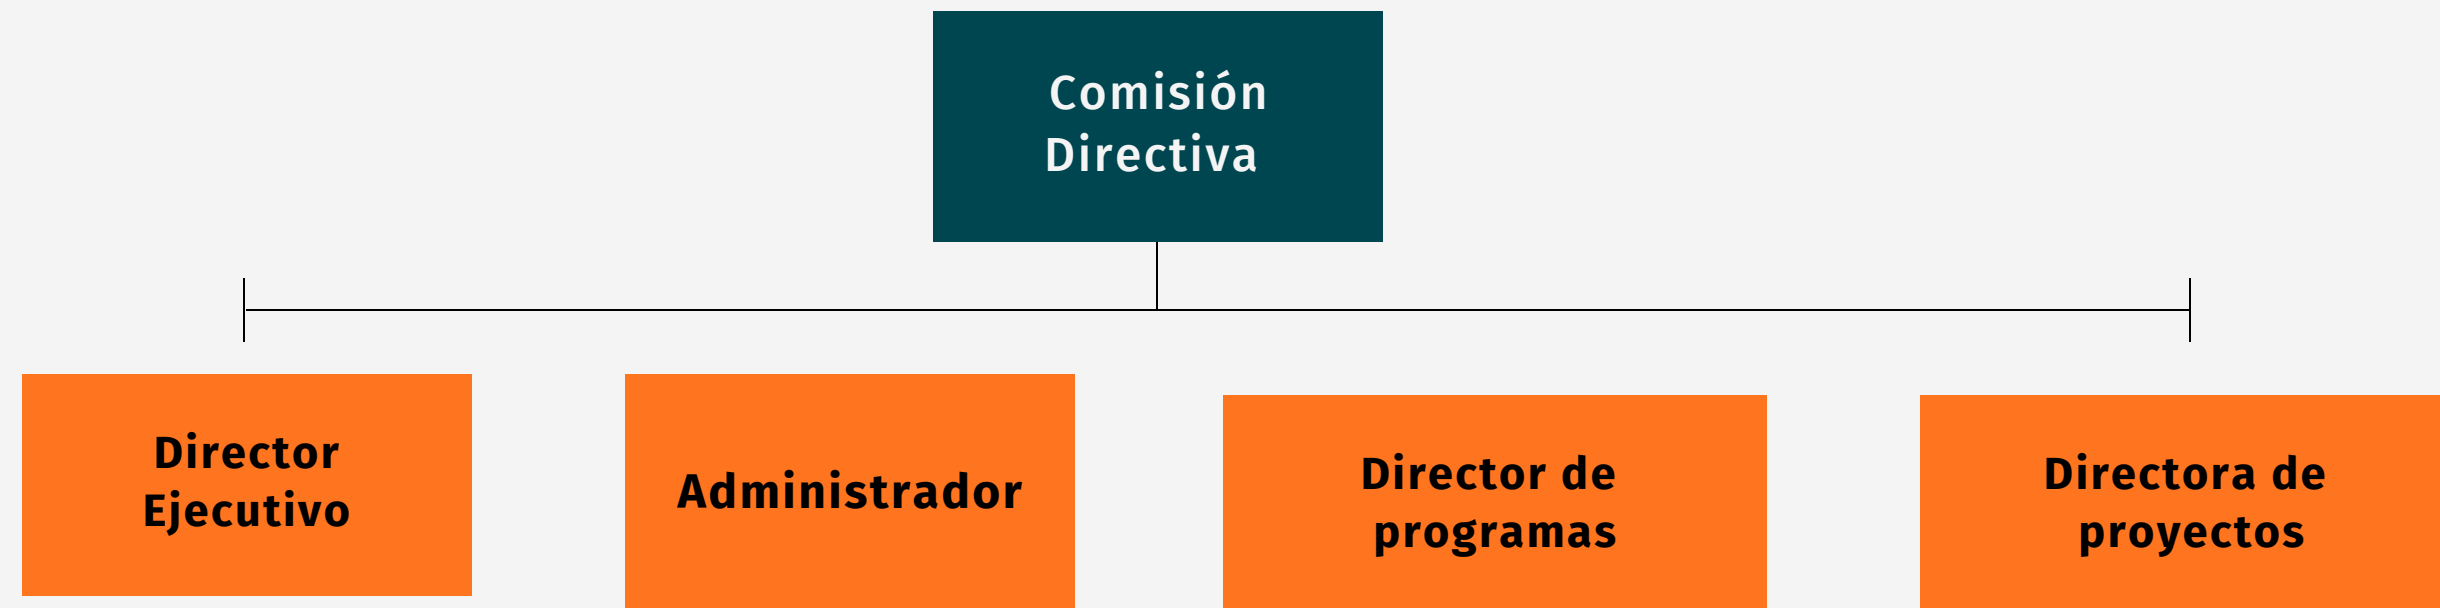 Comisión
Directiva
Director
Ejecutivo
Administrador
Director de
programas
Directora de
proyectos